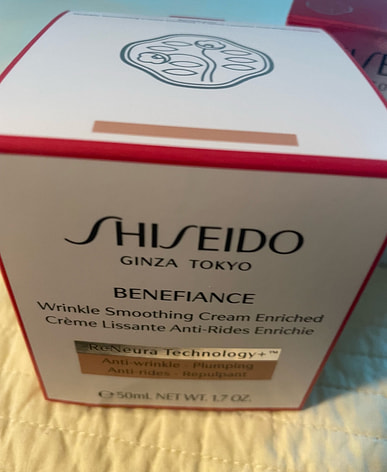 SHISEIDO
GINZA TOKYO
BENEFIANCE
Wrinkle Smoothing Cream Enriched
Crème Lissante Anti-Rides Enrichie
ReNeura Technology+™
Anti-wrinkle - Plumping
Anti-rides - Repulpant
℮ 50mL NET WT. 1.7 OZ.